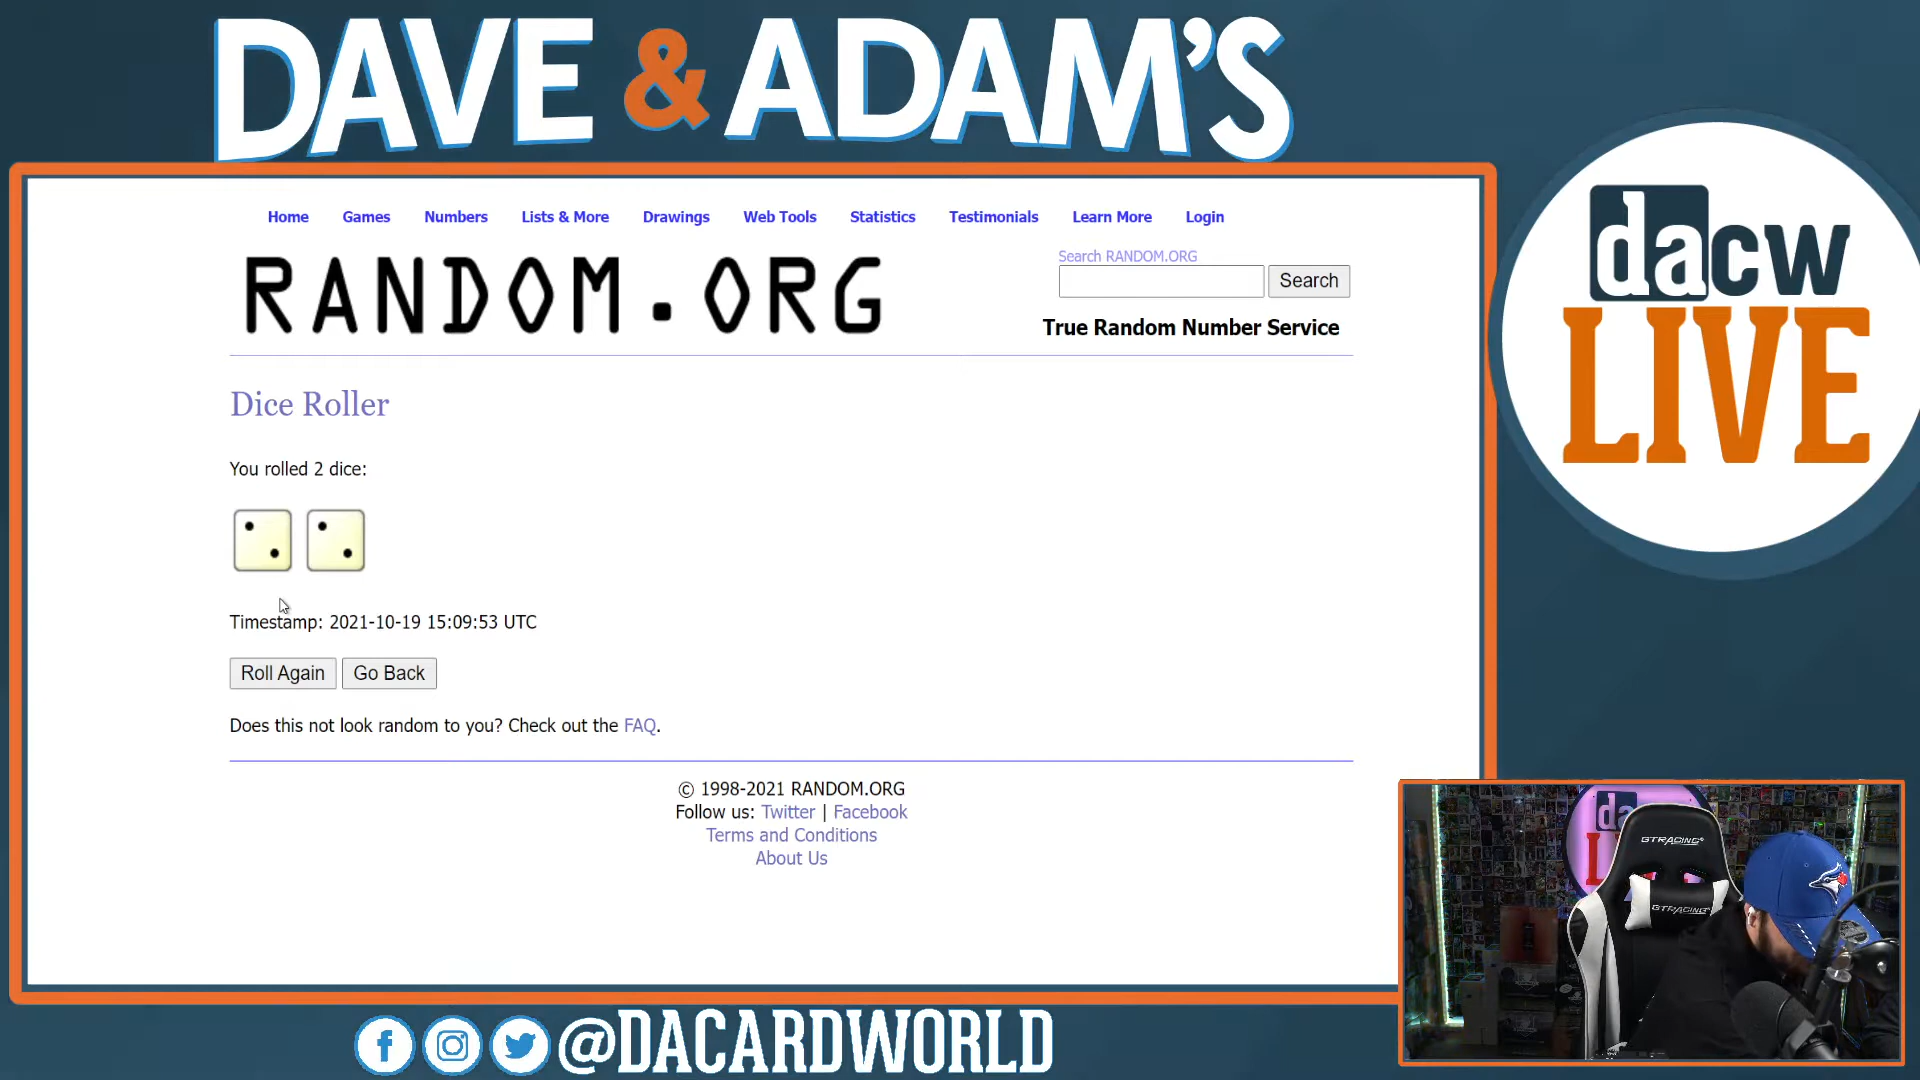 DAVE & ADAM'S
Home Games Numbers Lists & More Drawings Web Tools Statistics Testimonials Learn More Login
RANDOM.ORG
Search RANDOM.ORG
Search
True Random Number Service
Dice Roller
You rolled 2 dice:
Timestamp: 2021-10-19 15:09:53 UTC
Roll Again Go Back
Does this not look random to you? Check out the FAQ.
© 1998-2021 RANDOM.ORG
Follow us: Twitter | Facebook
Terms and Conditions
About Us
dacw
LIVE
da
GTRACING
GTRACING
@DACARDWORLD